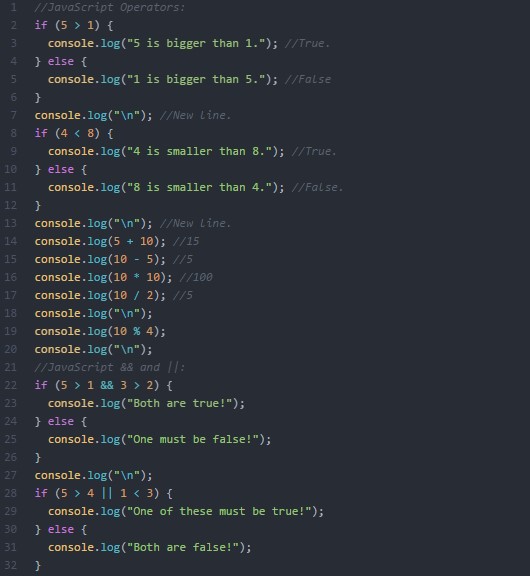 1 //JavaScript Operators:
2 if (5 > 1) {
3   console.log("5 is bigger than 1."); //True.
4 } else {
5   console.log("1 is bigger than 5."); //False
6 }
7 console.log("\n"); //New line.
8 if (4 < 8) {
9   console.log("4 is smaller than 8."); //True.
10 } else {
11   console.log("8 is smaller than 4."); //False.
12 }
13 console.log("\n"); //New line.
14 console.log(5 + 10); //15
15 console.log(10 - 5); //5
16 console.log(10 * 10); //100
17 console.log(10 / 2); //5
18 console.log("\n");
19 console.log(10 % 4);
20 console.log("\n");
21 //JavaScript && and ||:
22 if (5 > 1 && 3 > 2) {
23   console.log("Both are true!");
24 } else {
25   console.log("One must be false!");
26 }
27 console.log("\n");
28 if (5 > 4 || 1 < 3) {
29   console.log("One of these must be true!");
30 } else {
31   console.log("Both are false!");
32 }